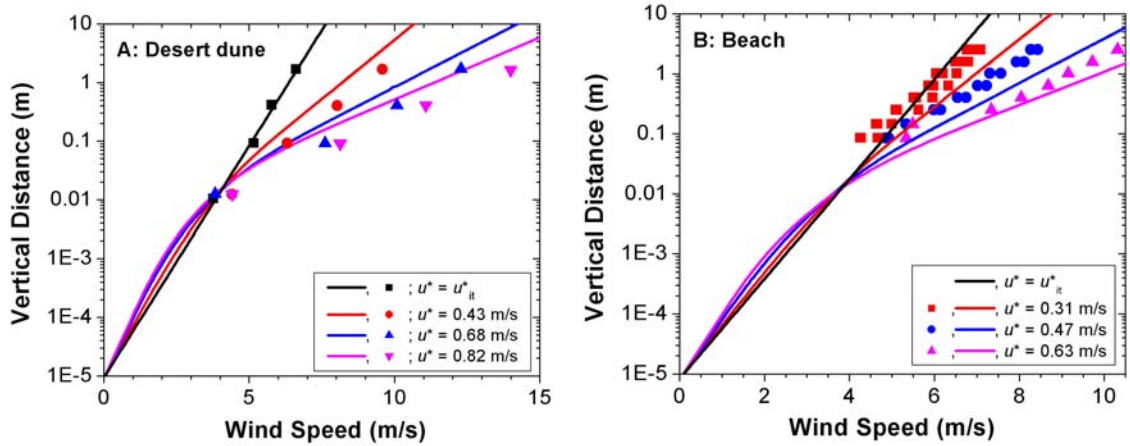 A: Desert dune
Vertical Distance (m)
10
1
0.1
0.01
1E-3
1E-4
1E-5
, ; u* = u*it
, ; u* = 0.43 m/s
, ; u* = 0.68 m/s
, ; u* = 0.82 m/s
0 5 10 15
Wind Speed (m/s)
B: Beach
Vertical Distance (m)
10
1
0.1
0.01
1E-3
1E-4
1E-5
, u* = u*it
, , u* = 0.31 m/s
, , u* = 0.47 m/s
, , u* = 0.63 m/s
0 2 4 6 8 10
Wind Speed (m/s)